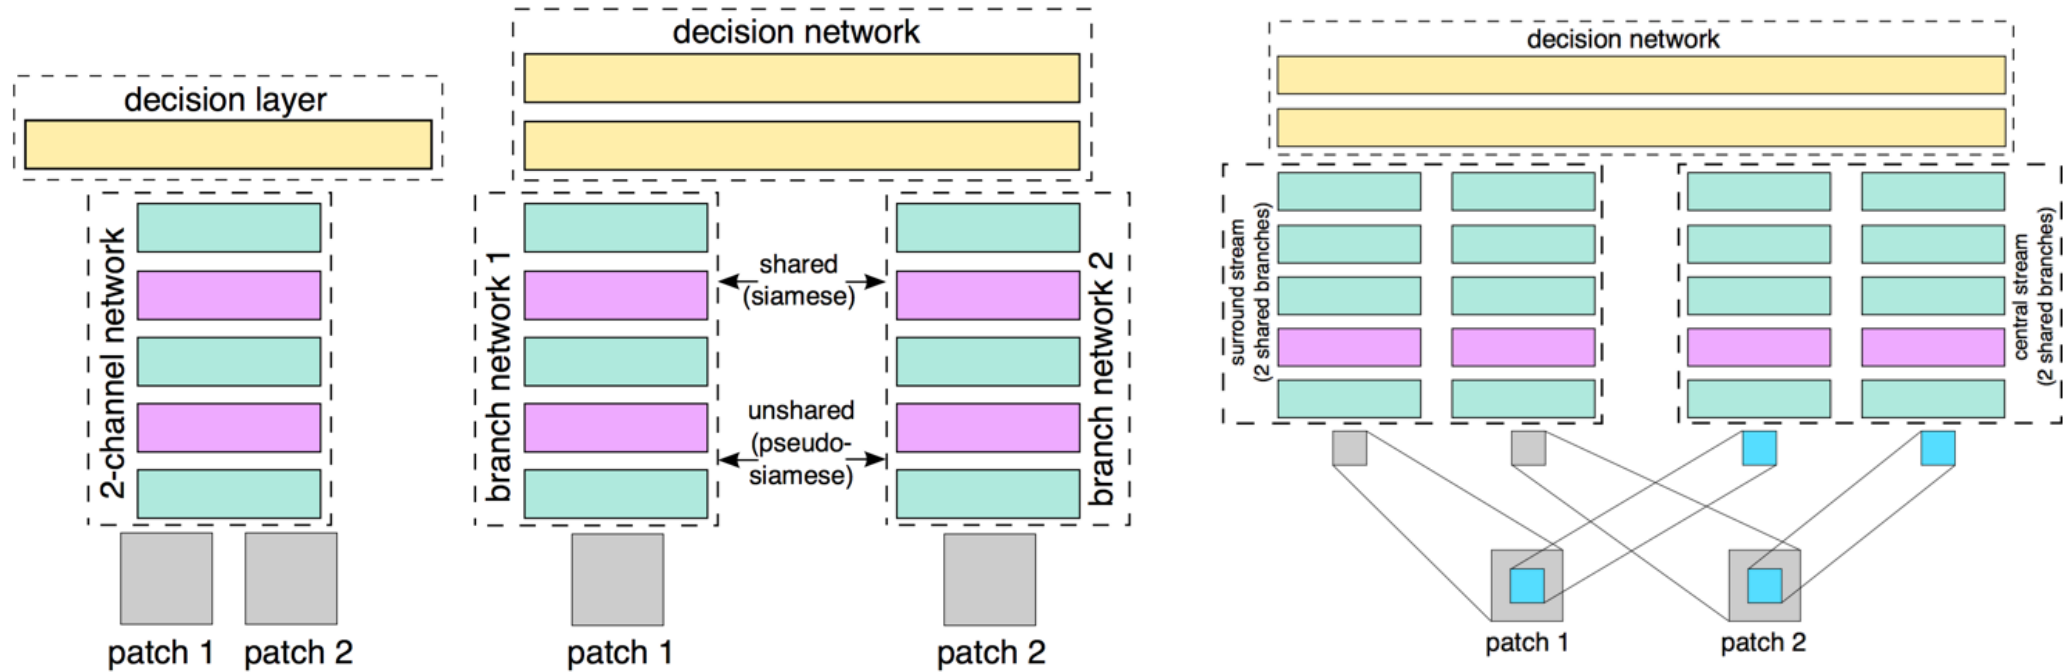 decision layer
2-channel network
patch 1
patch 2
decision network
branch network 1
shared
(siamese)
unshared
(pseudo-
siamese)
branch network 2
patch 1
patch 2
decision network
surround stream
(2 shared branches)
central stream
(2 shared branches)
patch 1
patch 2